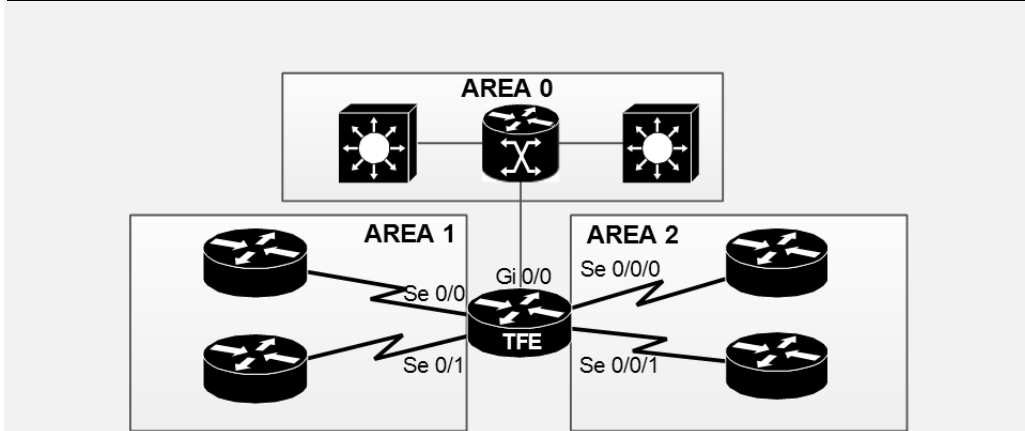 AREA 0
AREA 1
AREA 2
Gi 0/0
Se 0/0/0
Se 0/0
TFE
Se 0/1
Se 0/0/1